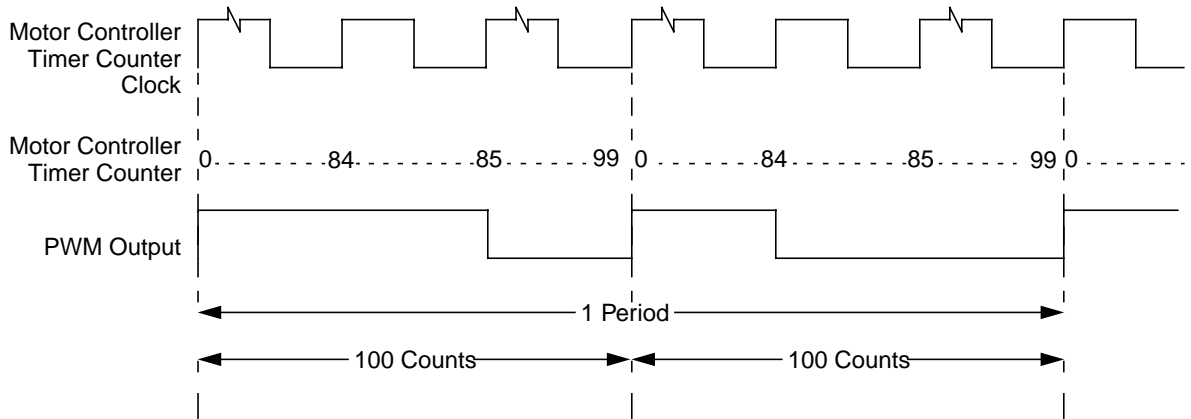 Motor Controller
Timer Counter
Clock
Motor Controller
Timer Counter
0 84 85 99 0 84 85 99 0
PWM Output
1 Period
100 Counts 100 Counts